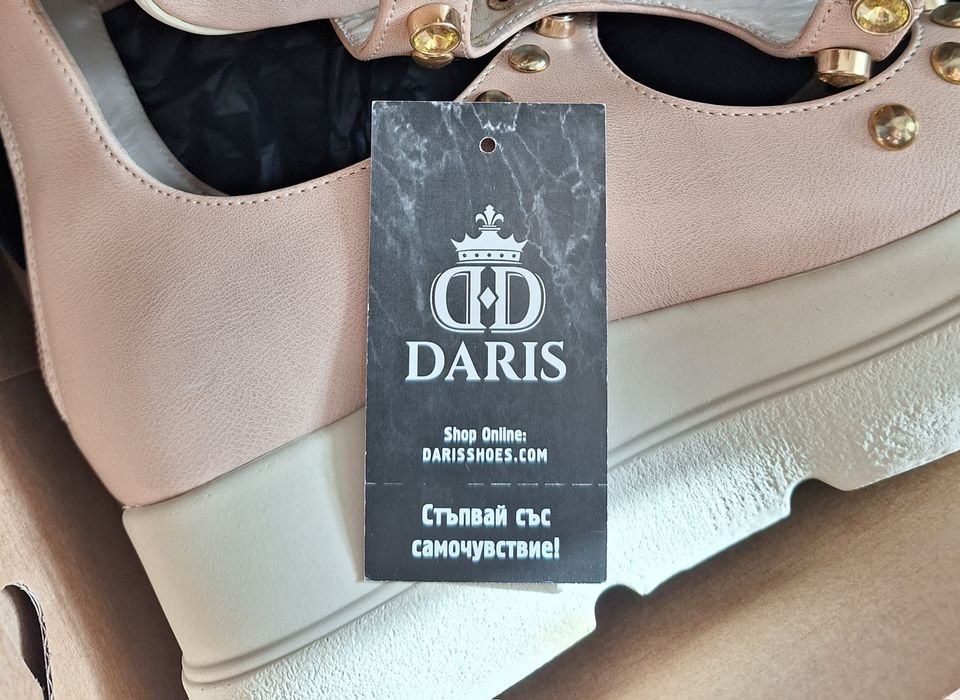 DARIS
Shop Online:
DARISSHOES.COM
Стъпвай със
самочувствие!